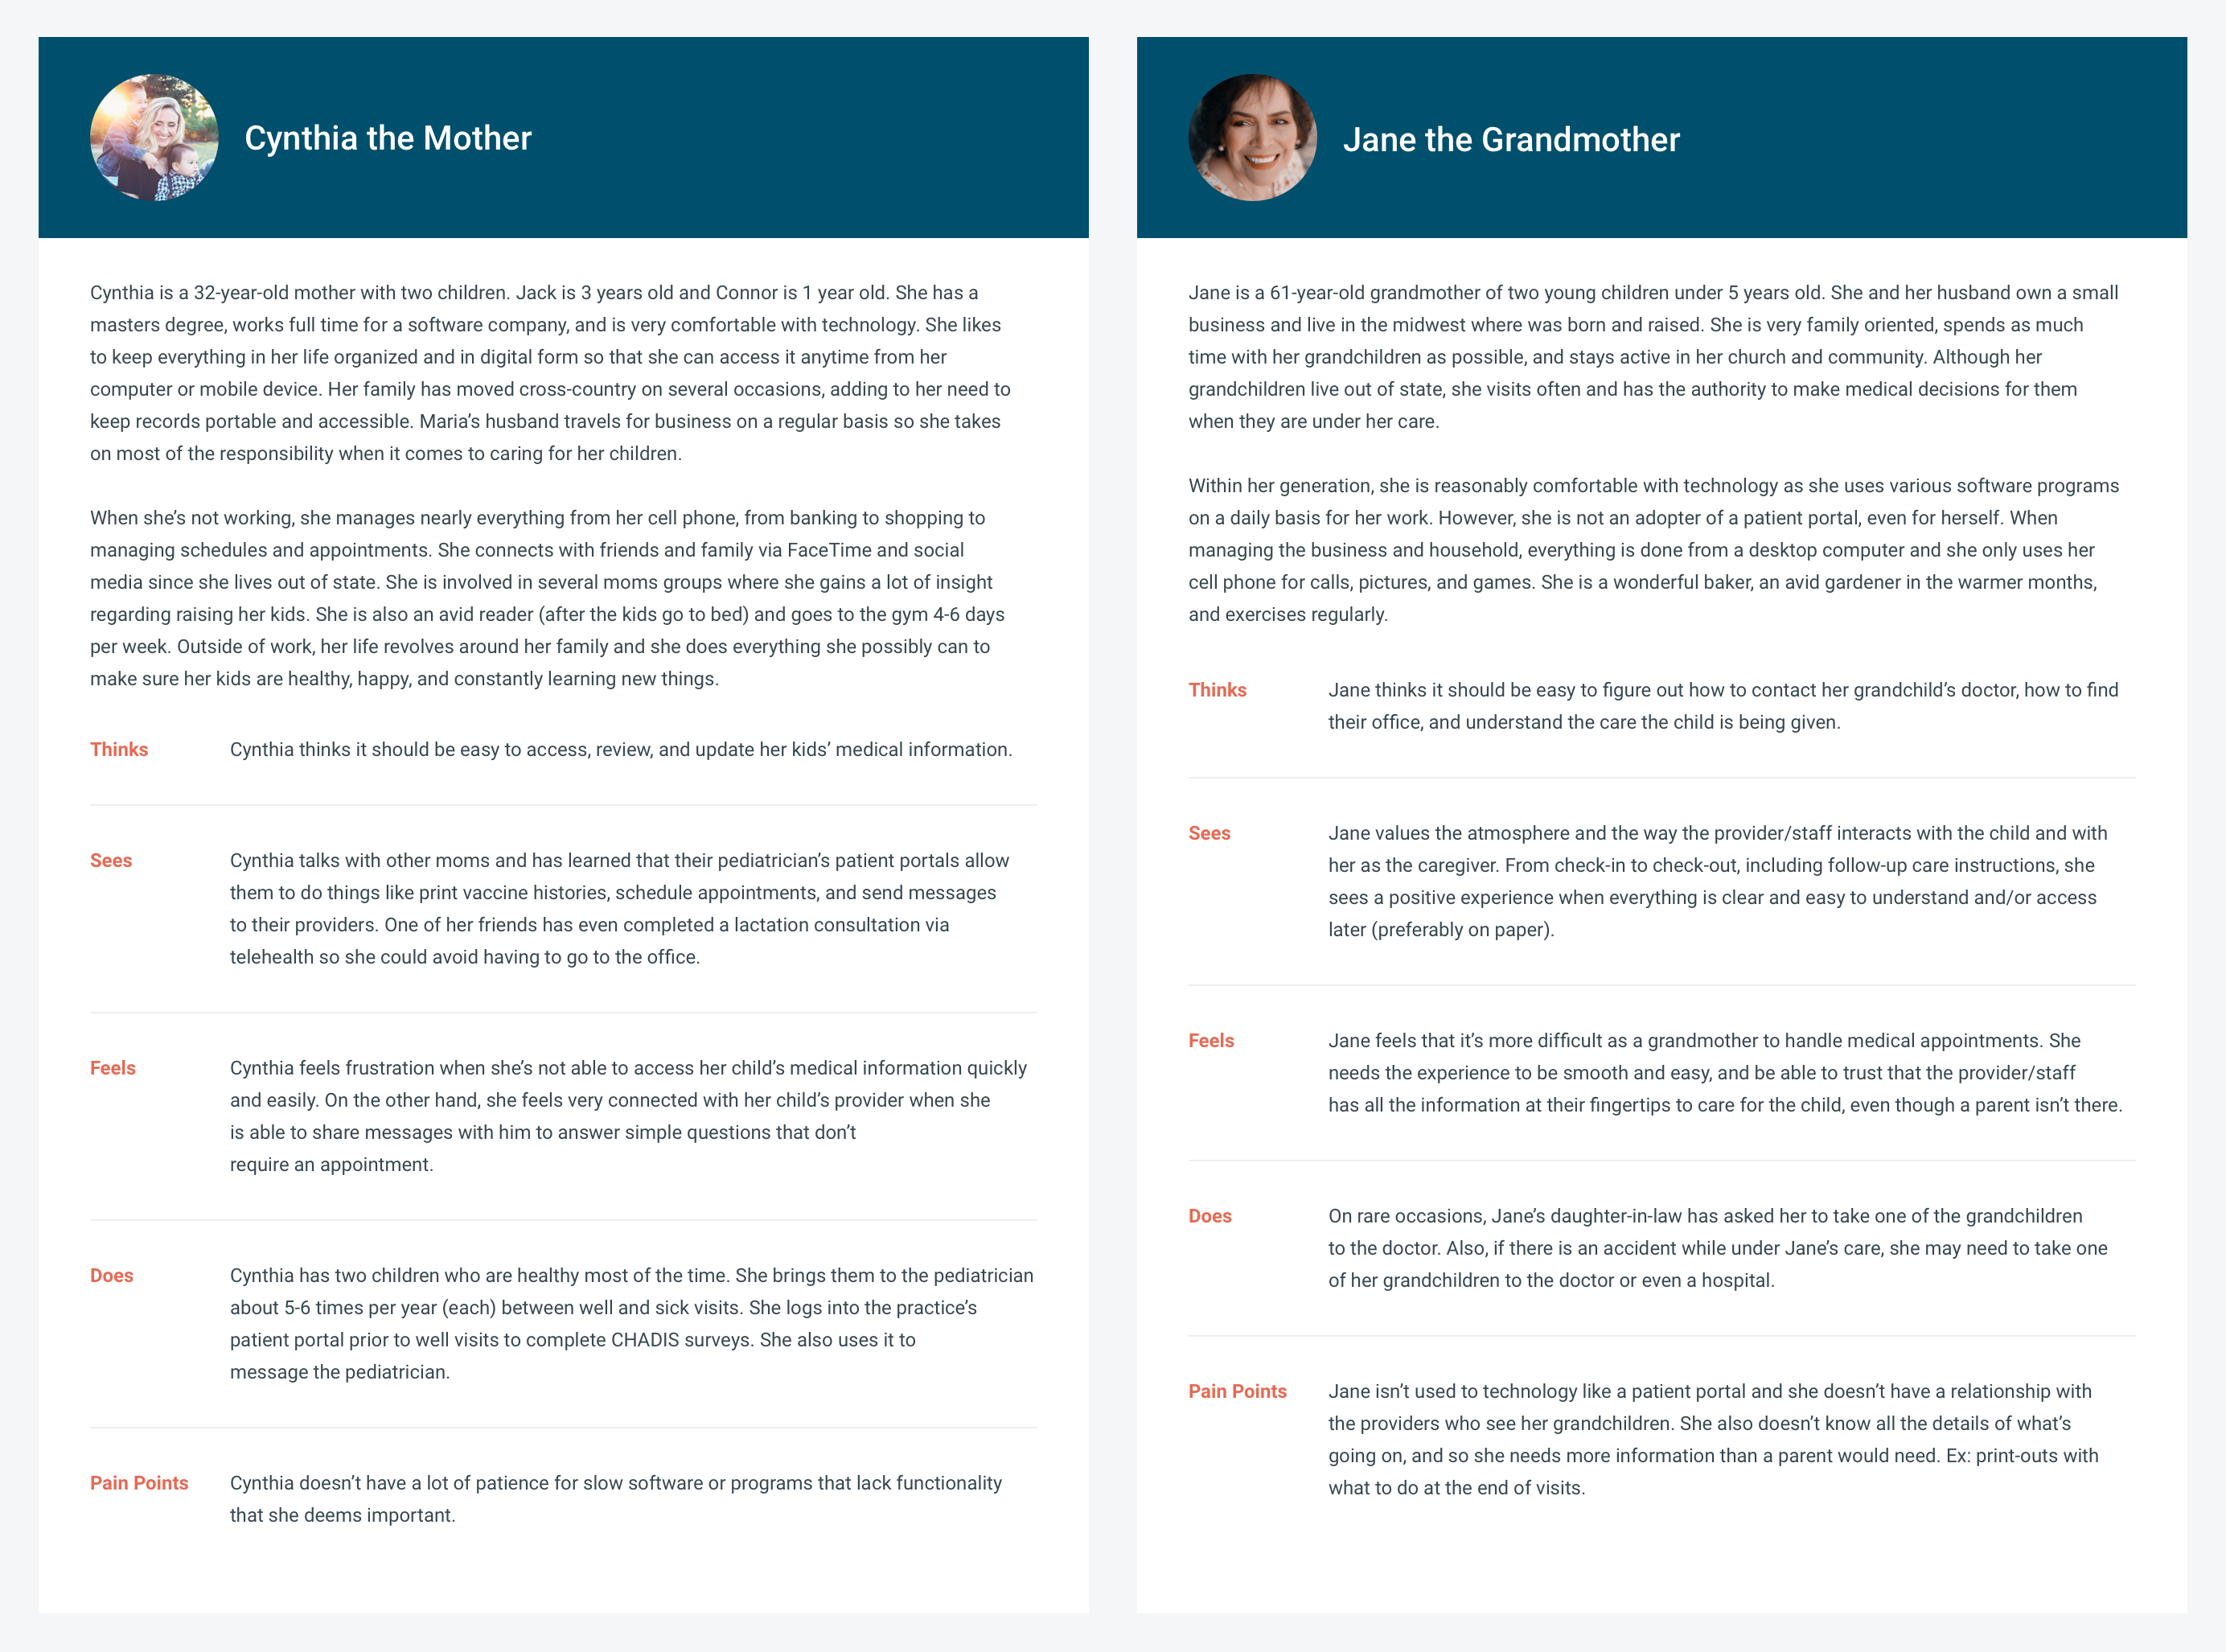 Cynthia the Mother
Cynthia is a 32-year-old mother with two children. Jack is 3 years old and Connor is 1 year old. She has a
masters degree, works full time for a software company, and is very comfortable with technology. She likes
to keep everything in her life organized and in digital form so that she can access it anytime from her
computer or mobile device. Her family has moved cross-country on several occasions, adding to her need to
keep records portable and accessible. Maria’s husband travels for business on a regular basis so she takes
on most of the responsibility when it comes to caring for her children.
When she’s not working, she manages nearly everything from her cell phone, from banking to shopping to
managing schedules and appointments. She connects with friends and family via FaceTime and social
media since she lives out of state. She is involved in several moms groups where she gains a lot of insight
regarding raising her kids. She is also an avid reader (after the kids go to bed) and goes to the gym 4-6 days
per week. Outside of work, her life revolves around her family and she does everything she possibly can to
make sure her kids are healthy, happy, and constantly learning new things.
Thinks
Cynthia thinks it should be easy to access, review, and update her kids’ medical information.
Sees
Cynthia talks with other moms and has learned that their pediatrician’s patient portals allow
them to do things like print vaccine histories, schedule appointments, and send messages
to their providers. One of her friends has even completed a lactation consultation via
telehealth so she could avoid having to go to the office.
Feels
Cynthia feels frustration when she’s not able to access her child’s medical information quickly
and easily. On the other hand, she feels very connected with her child’s provider when she
is able to share messages with him to answer simple questions that don’t
require an appointment.
Does
Cynthia has two children who are healthy most of the time. She brings them to the pediatrician
about 5-6 times per year (each) between well and sick visits. She logs into the practice’s
patient portal prior to well visits to complete CHADIS surveys. She also uses it to
message the pediatrician.
Pain Points
Cynthia doesn’t have a lot of patience for slow software or programs that lack functionality
that she deems important.
Jane the Grandmother
Jane is a 61-year-old grandmother of two young children under 5 years old. She and her husband own a small
business and live in the midwest where was born and raised. She is very family oriented, spends as much
time with her grandchildren as possible, and stays active in her church and community. Although her
grandchildren live out of state, she visits often and has the authority to make medical decisions for them
when they are under her care.
Within her generation, she is reasonably comfortable with technology as she uses various software programs
on a daily basis for her work. However, she is not an adopter of a patient portal, even for herself. When
managing the business and household, everything is done from a desktop computer and she only uses her
cell phone for calls, pictures, and games. She is a wonderful baker, an avid gardener in the warmer months,
and exercises regularly.
Thinks
Jane thinks it should be easy to figure out how to contact her grandchild’s doctor, how to find
their office, and understand the care the child is being given.
Sees
Jane values the atmosphere and the way the provider/staff interacts with the child and with
her as the caregiver. From check-in to check-out, including follow-up care instructions, she
sees a positive experience when everything is clear and easy to understand and/or access
later (preferably on paper).
Feels
Jane feels that it’s more difficult as a grandmother to handle medical appointments. She
needs the experience to be smooth and easy, and be able to trust that the provider/staff
has all the information at their fingertips to care for the child, even though a parent isn’t there.
Does
On rare occasions, Jane’s daughter-in-law has asked her to take one of the grandchildren
to the doctor. Also, if there is an accident while under Jane’s care, she may need to take one
of her grandchildren to the doctor or even a hospital.
Pain Points
Jane isn’t used to technology like a patient portal and she doesn’t have a relationship with
the providers who see her grandchildren. She also doesn’t know all the details of what’s
going on, and so she needs more information than a parent would need. Ex: print-outs with
what to do at the end of visits.